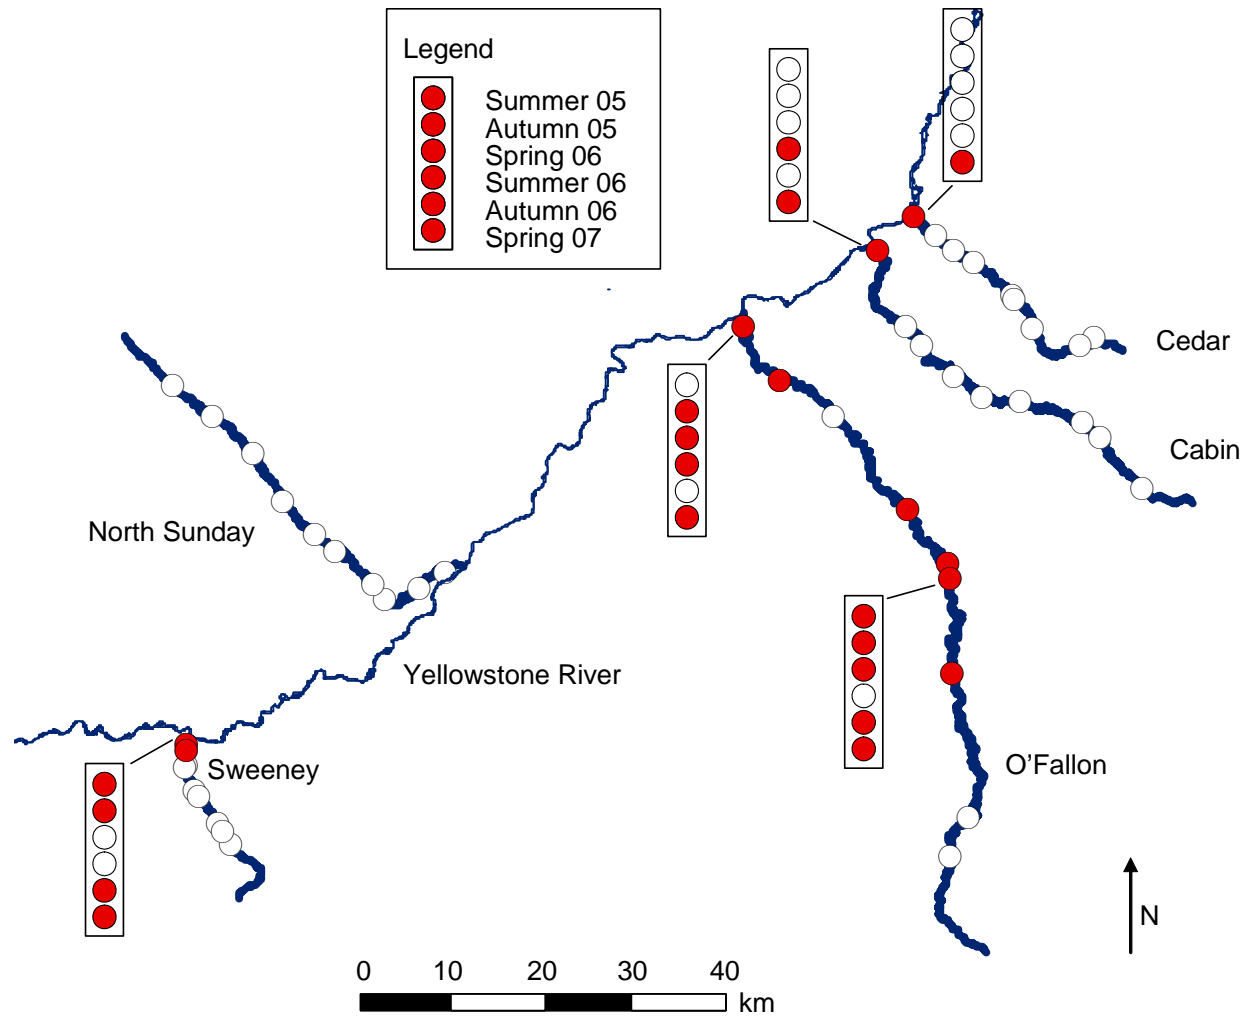 Legend
Summer 05
Autumn 05
Spring 06
Summer 06
Autumn 06
Spring 07
Cedar
Cabin
North Sunday
Yellowstone River
Sweeney
O’Fallon
N
0 10 20 30 40
km